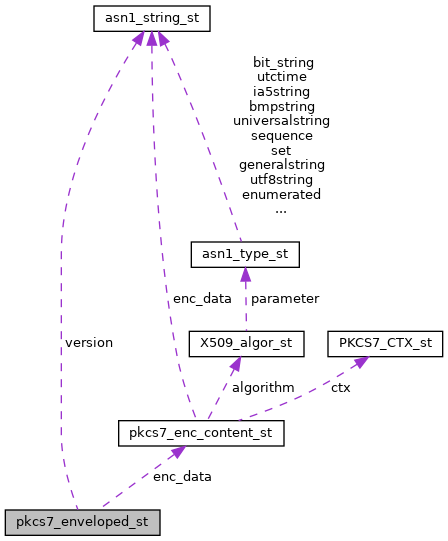 asn1_string_st
bit_string
utctime
ia5string
bmpstring
universalstring
sequence
set
generalstring
utf8string
enumerated
...
asn1_type_st
enc_data
parameter
version
X509_algor_st
PKCS7_CTX_st
algorithm
ctx
pkcs7_enc_content_st
enc_data
pkcs7_enveloped_st